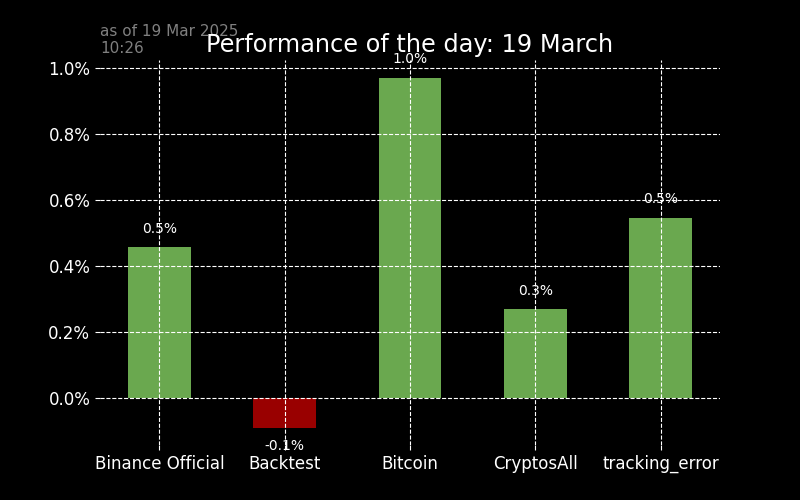 as of 19 Mar 2025
10:26
Performance of the day: 19 March
1.0%
1.0%
0.8%
0.6%
0.5%
0.5%
0.4%
0.3%
0.2%
0.0%
-0.1%
Binance Official
Backtest
Bitcoin
CryptosAll
tracking_error